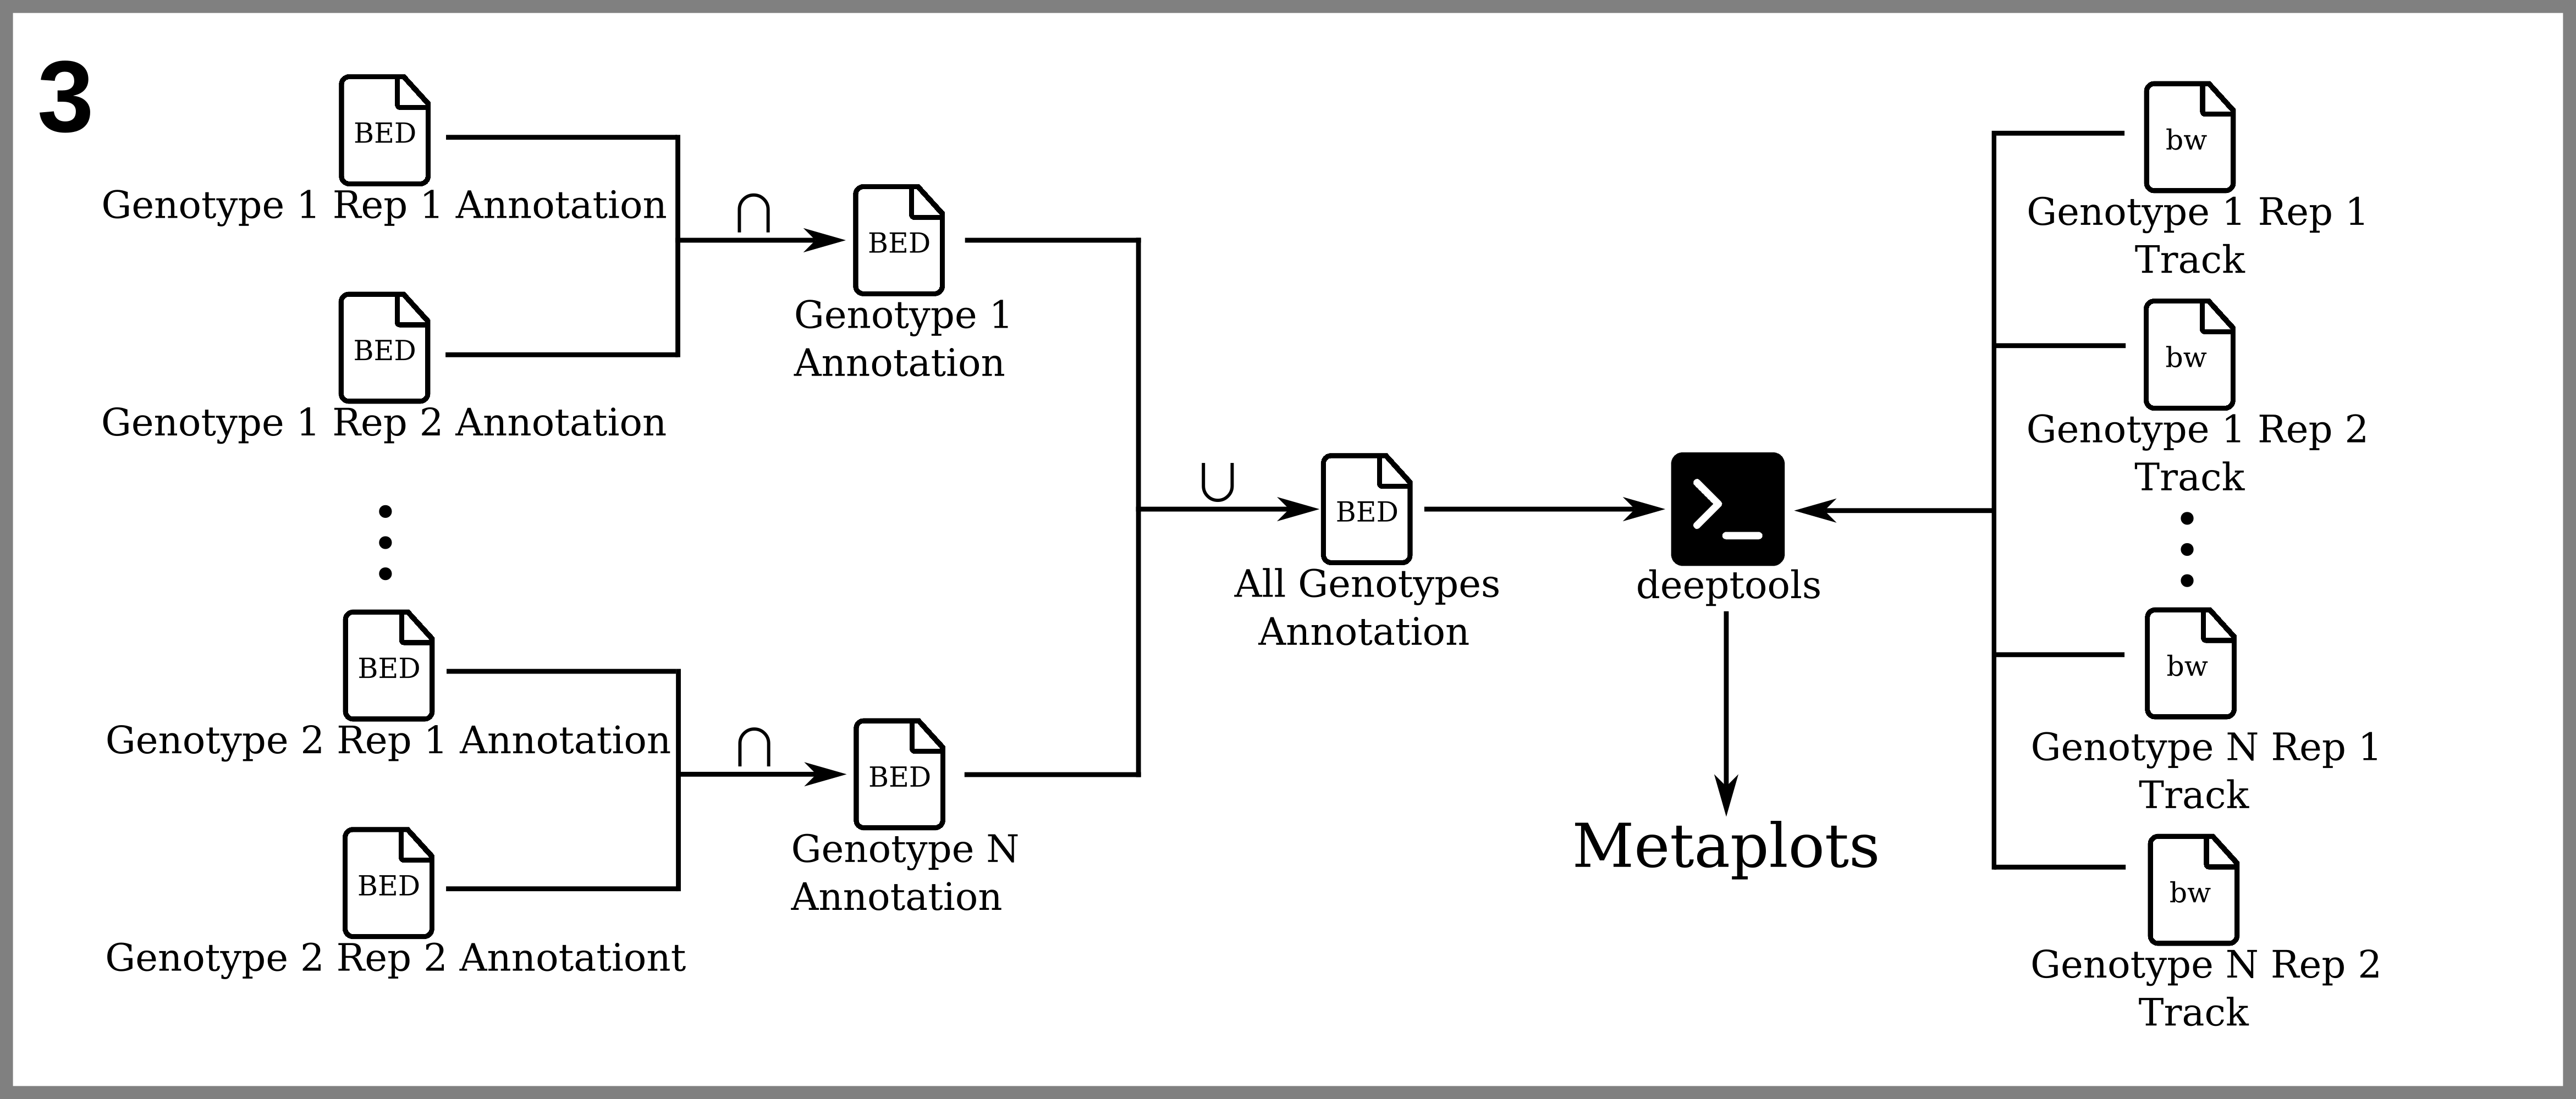 3
BED
Genotype 1 Rep 1 Annotation
BED
Genotype 1 Rep 2 Annotation
BED
Genotype 2 Rep 1 Annotation
BED
Genotype 2 Rep 2 Annotationt
∩
BED
Genotype 1
Annotation
∩
BED
Genotype N
Annotation
∪
BED
All Genotypes
Annotation
>_
deeptools
Metaplots
bw
Genotype 1 Rep 1
Track
bw
Genotype 1 Rep 2
Track
bw
Genotype N Rep 1
Track
bw
Genotype N Rep 2
Track